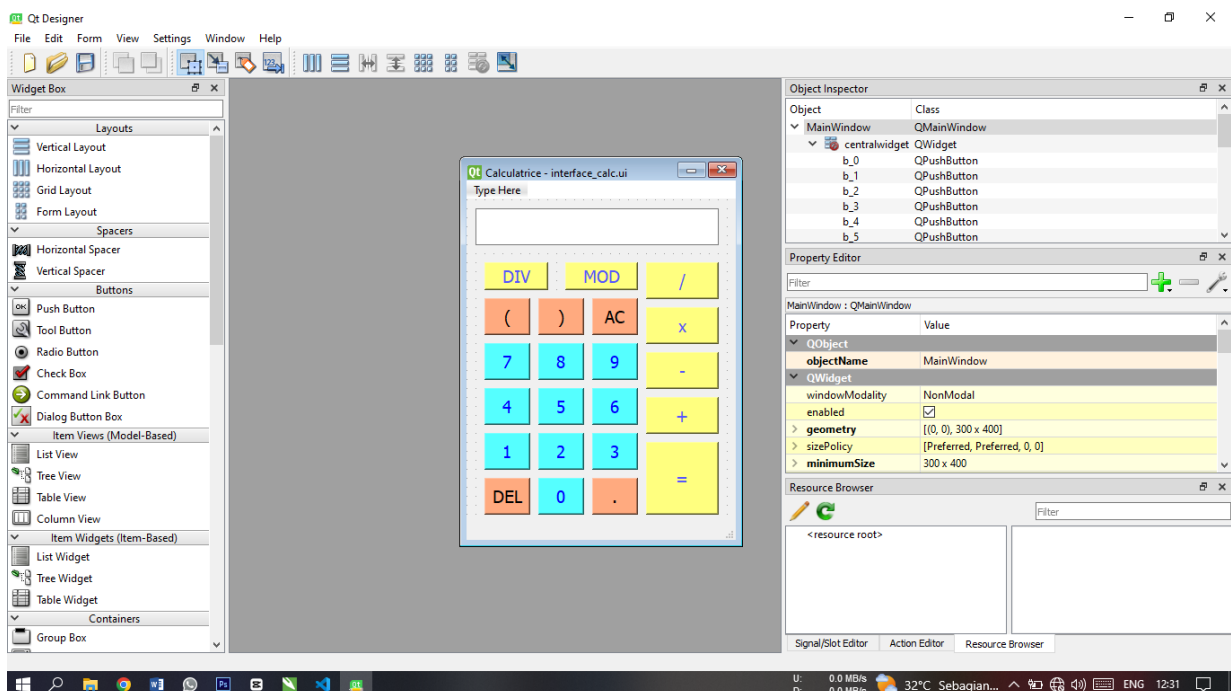 Qt Designer
File Edit Form View Settings Window Help
Widget Box
Filter
Layouts
Vertical Layout
Horizontal Layout
Grid Layout
Form Layout
Spacers
Horizontal Spacer
Vertical Spacer
Buttons
Push Button
Tool Button
Radio Button
Check Box
Command Link Button
Dialog Button Box
Item Views (Model-Based)
List View
Tree View
Table View
Column View
Item Widgets (Item-Based)
List Widget
Tree Widget
Table Widget
Containers
Group Box
Calculatrice - interface_calc.ui
Type Here
DIV MOD /
( ) AC x
7 8 9 -
4 5 6 +
1 2 3 =
DEL 0 .
Object Inspector
Object Class
MainWindow QMainWindow
centralwidget QWidget
b_0 QPushButton
b_1 QPushButton
b_2 QPushButton
b_3 QPushButton
b_4 QPushButton
b_5 QPushButton
Property Editor
Filter
MainWindow : QMainWindow
Property Value
QObject
objectName MainWindow
QWidget
windowModality NonModal
enabled
geometry [(0, 0), 300 x 400]
sizePolicy [Preferred, Preferred, 0, 0]
minimumSize 300 x 400
Resource Browser
Filter
<resource root>
Signal/Slot Editor Action Editor Resource Browser
U: 0.0 MB/s
D: 0.0 MB/s
32°C Sebagian... ENG 12:31